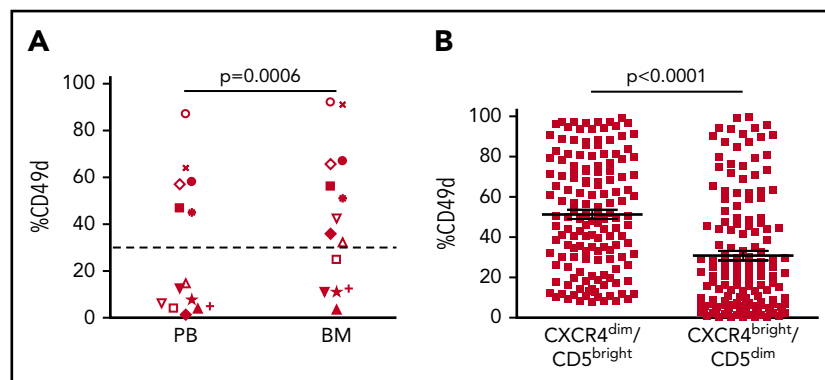 A
B
p=0.0006
p<0.0001
100
80
60
40
20
0
%CD49d
PB
BM
100
80
60
40
20
0
%CD49d
CXCR4dim/
CD5bright
CXCR4bright/
CD5dim